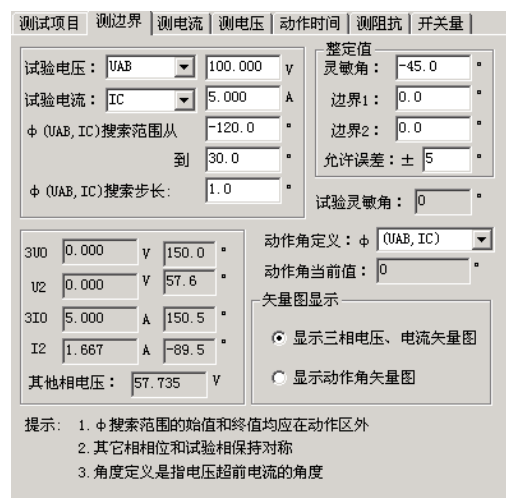 测试项目 测边界 测电流 测电压 动作时间 测阻抗 开关量
试验电压： UAB 100.000 V
试验电流： IC 5.000 A
φ(UAB,IC)搜索范围从 -120.0 °
到 30.0 °
φ(UAB,IC)搜索步长: 1.0 °
整定值
灵敏角： -45.0 °
边界1： 0.0 °
边界2： 0.0 °
允许误差：± 5 °
试验灵敏角： 0 °
3U0 0.000 V 150.0 °
U2 0.000 V 57.6 °
3I0 5.000 A 150.5 °
I2 1.667 A -89.5 °
其他相电压： 57.735 V
动作角定义：φ (UAB,IC)
动作角当前值： 0 °
矢量图显示
显示三相电压、电流矢量图
显示动作角矢量图
提示: 1.φ搜索范围的始值和终值均应在动作区外
2.其它相相位和试验相保持对称
3.角度定义是指电压超前电流的角度